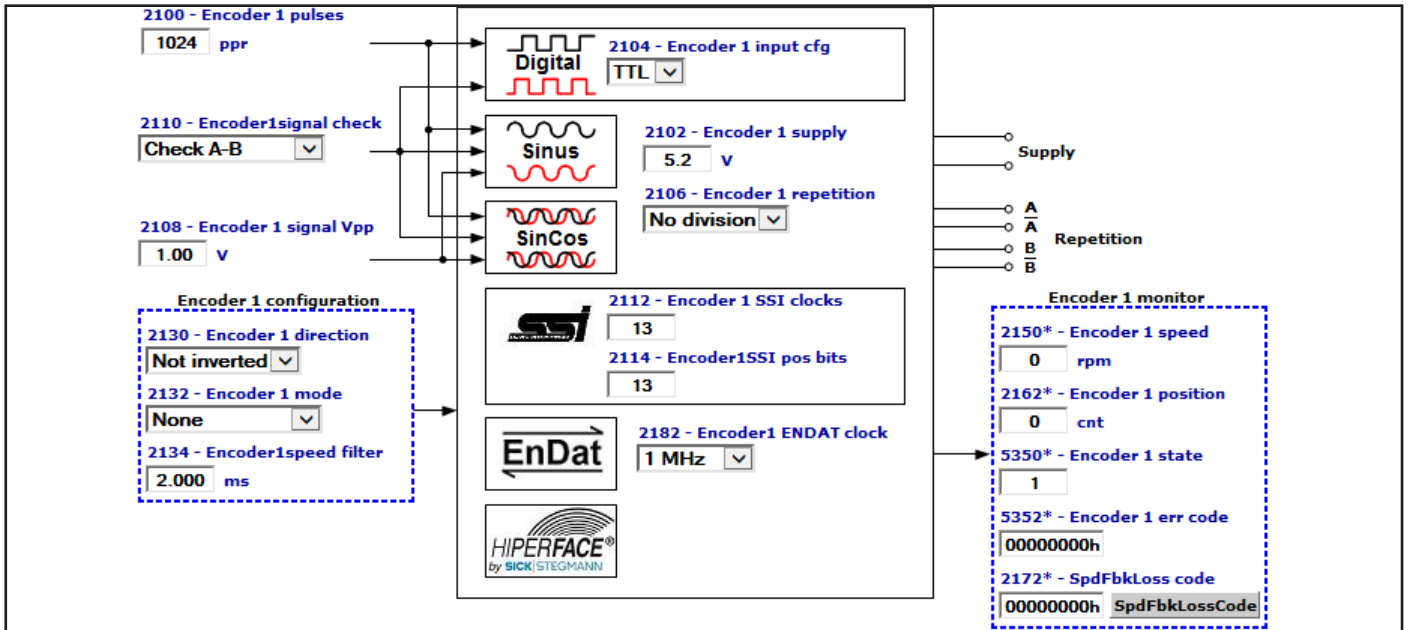 2100 - Encoder 1 pulses
1024 ppr
2110 - Encoder1signal check
Check A-B
2108 - Encoder 1 signal Vpp
1.00 V
Encoder 1 configuration
2130 - Encoder 1 direction
Not inverted
2132 - Encoder 1 mode
None
2134 - Encoder1speed filter
2.000 ms
Digital
2104 - Encoder 1 input cfg
TTL
Sinus
2102 - Encoder 1 supply
5.2 V
2106 - Encoder 1 repetition
No division
SinCos
SSI
2112 - Encoder 1 SSI clocks
13
2114 - Encoder1SSI pos bits
13
EnDat
2182 - Encoder1 ENDAT clock
1 MHz
HIPERFACE®
by SICK|STEGMANN
Supply
A
A̅
B
B̅
Repetition
Encoder 1 monitor
2150* - Encoder 1 speed
0 rpm
2162* - Encoder 1 position
0 cnt
5350* - Encoder 1 state
1
5352* - Encoder 1 err code
00000000h
2172* - SpdFbkLoss code
00000000h SpdFbkLossCode